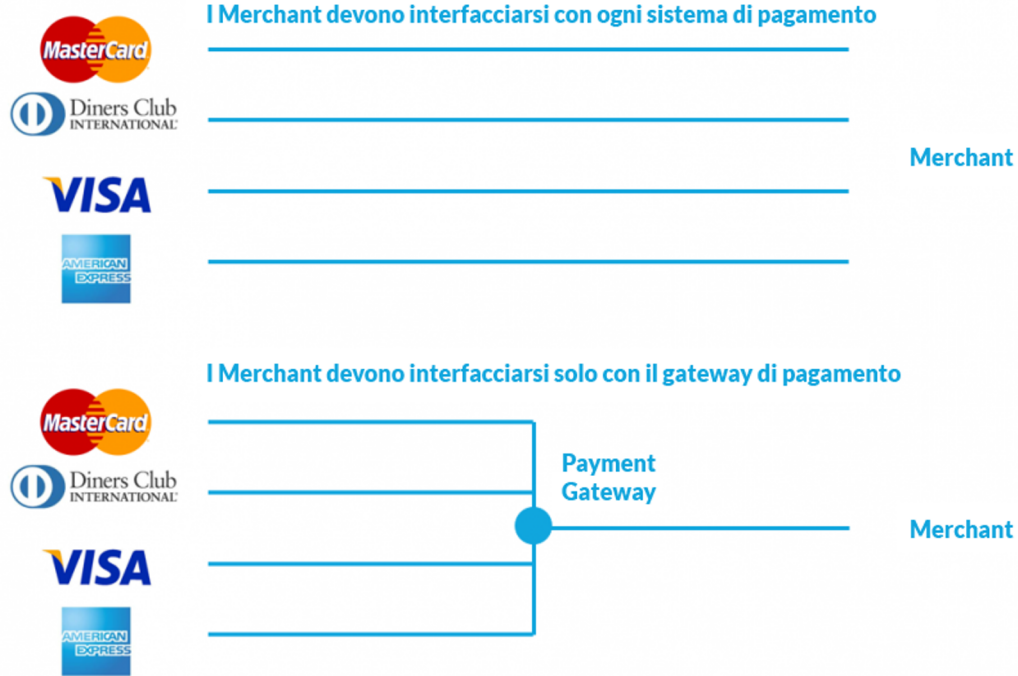 I Merchant devono interfacciarsi con ogni sistema di pagamento
MasterCard
Diners Club
INTERNATIONAL
Merchant
VISA
AMERICAN
EXPRESS
I Merchant devono interfacciarsi solo con il gateway di pagamento
MasterCard
Diners Club
INTERNATIONAL
Payment
Gateway
Merchant
VISA
AMERICAN
EXPRESS